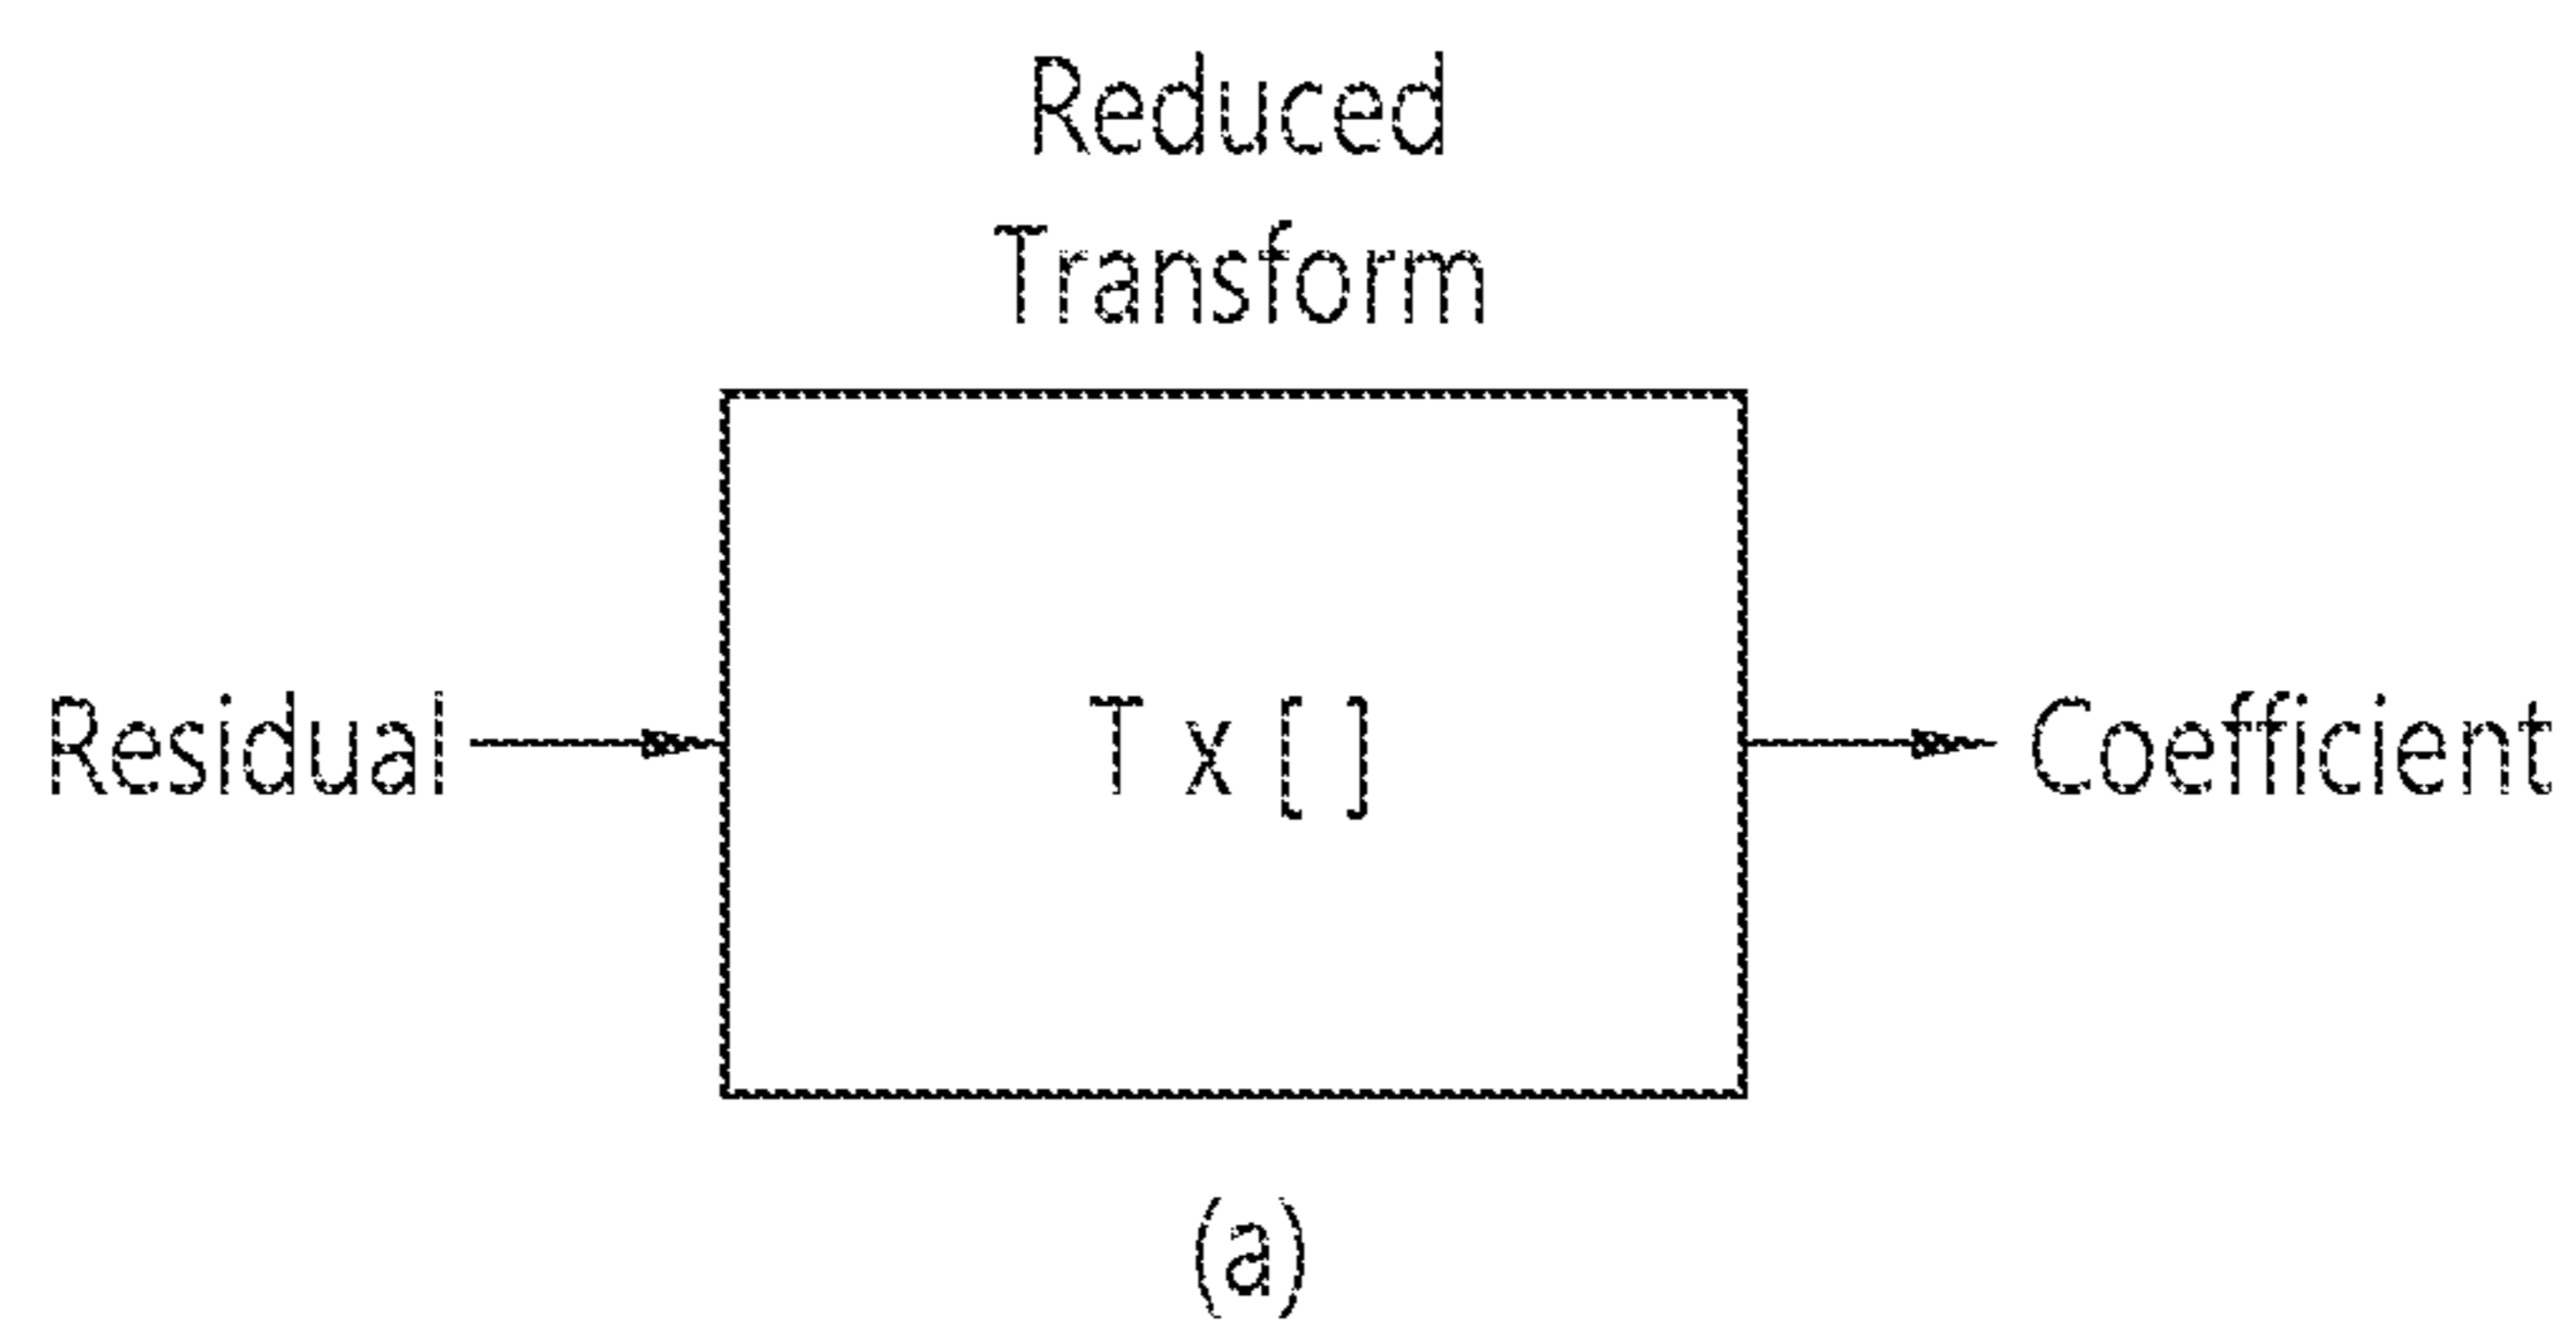 Reduced
Transform
Residual
T x [ ]
Coefficient
(a)